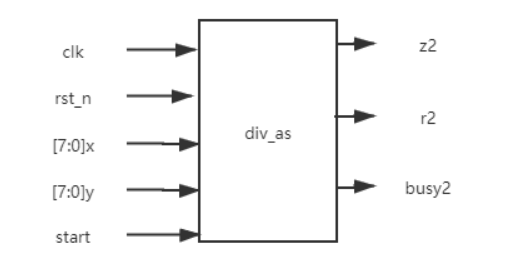 clk
rst_n
[7:0]x
[7:0]y
start
div_as
z2
r2
busy2